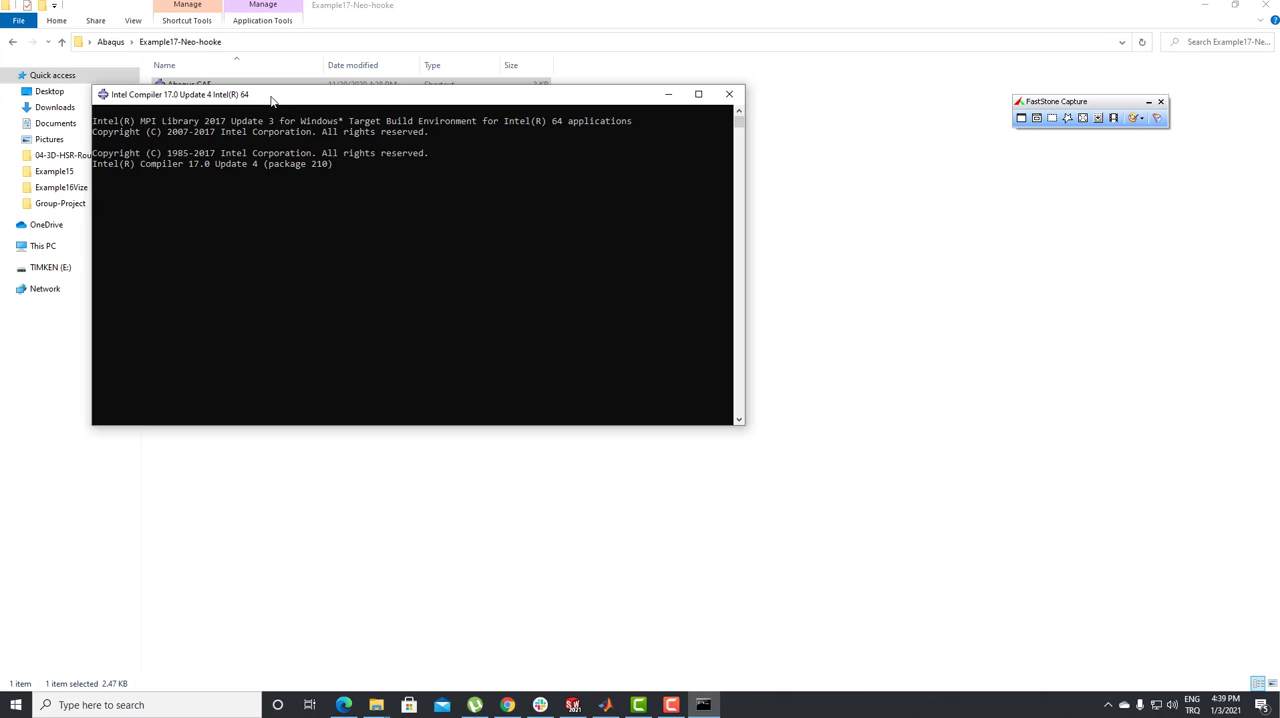 Manage
Manage
Example17-Neo-hooke
File
Home
Share
View
Shortcut Tools
Application Tools
Abaqus
Example17-Neo-hooke
Search Example17-Ne...
Name
Date modified
Type
Size
Quick access
Desktop
Downloads
Documents
Pictures
04-3D-HSR-Rou
Example15
Example16Vize
Group-Project
OneDrive
This PC
TIMKEN (E:)
Network
Intel Compiler 17.0 Update 4 Intel(R) 64
Intel(R) MPI Library 2017 Update 3 for Windows* Target Build Environment for Intel(R) 64 applications
Copyright (C) 2007-2017 Intel Corporation. All rights reserved.
Copyright (C) 1985-2017 Intel Corporation. All rights reserved.
Intel(R) Compiler 17.0 Update 4 (package 210)
FastStone Capture
1 item
1 item selected 2.47 KB
Type here to search
ENG
TRQ
4:39 PM
1/3/2021
3